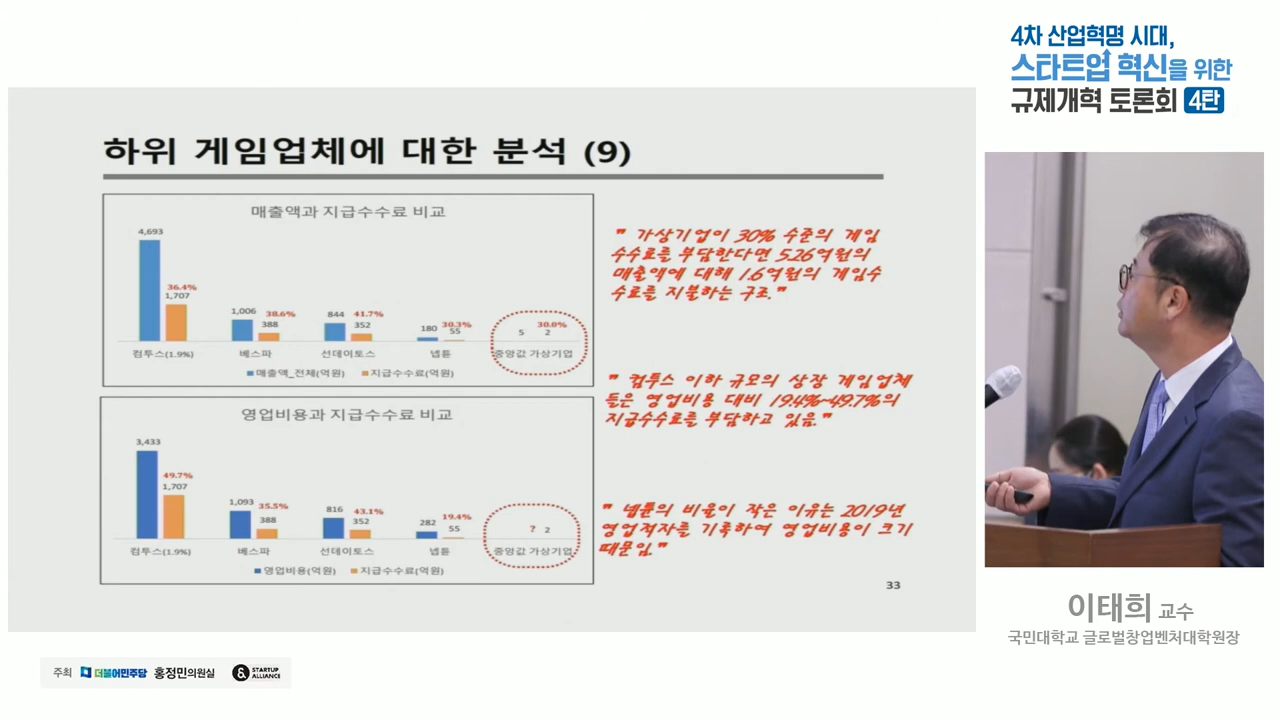 4차 산업혁명 시대,
스타트업 혁신을 위한
규제개혁 토론회 4탄
하위 게임업체에 대한 분석 (9)
매출액과 지급수수료 비교
4,693
36.4%
1,707
1,006
38.6%
388
844
41.7%
352
180
30.3%
55
5
30.0%
2
컴투스(1.9%)
베스파
선데이토스
넵튠
중앙값 가상기업
매출액_전체(억원)
지급수수료(억원)
" 가상기업이 30% 수준의 게임
수수료를 부담한다면 5.26억원의
매출액에 대해 1.6억원의 게임수
수료를 지불하는 구조."
영업비용과 지급수수료 비교
3,433
49.7%
1,707
1,093
35.5%
388
816
43.1%
352
282
19.4%
55
?
2
컴투스(1.9%)
베스파
선데이토스
넵튠
중앙값 가상기업
영업비용(억원)
지급수수료(억원)
" 컴투스 이하 규모의 상장 게임업체
들은 영업비용 대비 19.4%~49.7%의
지급수수료를 부담하고 있음."
" 넵튠의 비율이 작은 이유는 2019년
영업적자를 기록하여 영업비용이 크기
때문임."
33
이태희 교수
국민대학교 글로벌창업벤처대학원장
주최 더불어민주당 홍정민의원실 & STARTUP
ALLIANCE